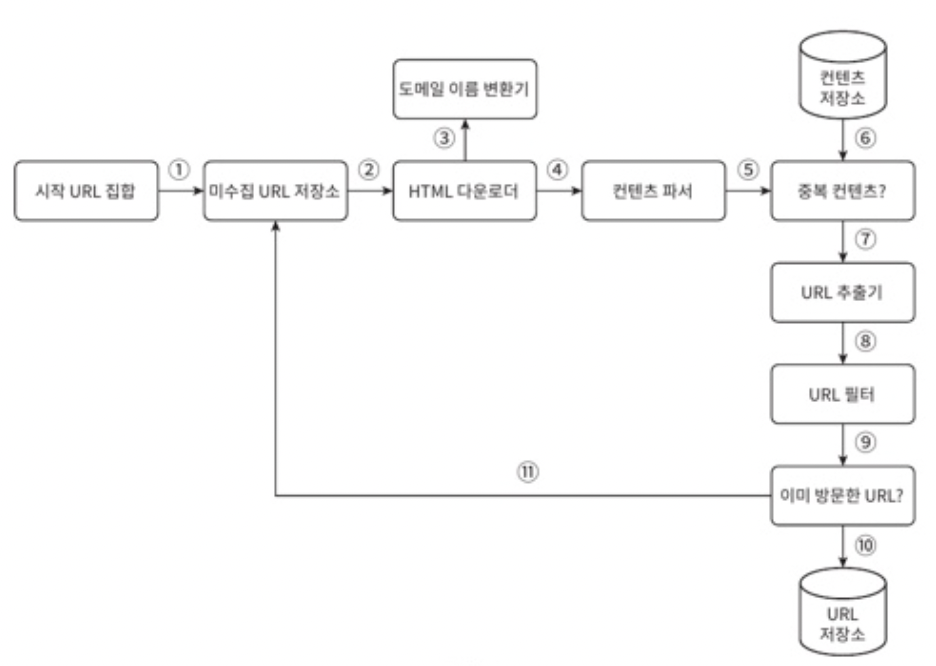 컨텐츠
저장소
도메일 이름 변환기
③
⑥
시작 URL 집합
①
미수집 URL 저장소
②
HTML 다운로더
④
컨텐츠 파서
⑤
중복 컨텐츠?
⑦
URL 추출기
⑧
URL 필터
⑨
⑪
이미 방문한 URL?
⑩
URL
저장소